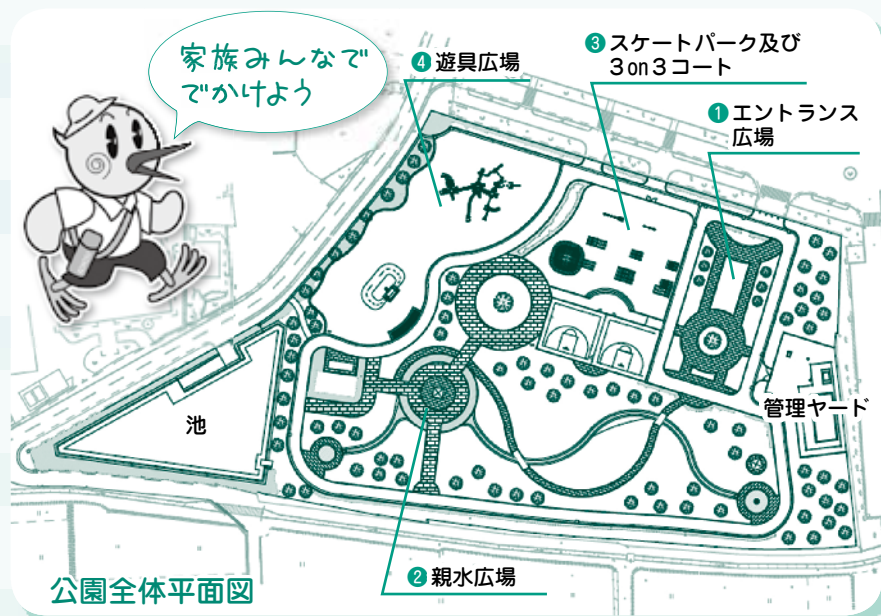 家族みんなで
でかけよう
❹遊具広場
❸スケートパーク及び
3on3コート
❶エントランス
広場
管理ヤード
池
❷親水広場
公園全体平面図